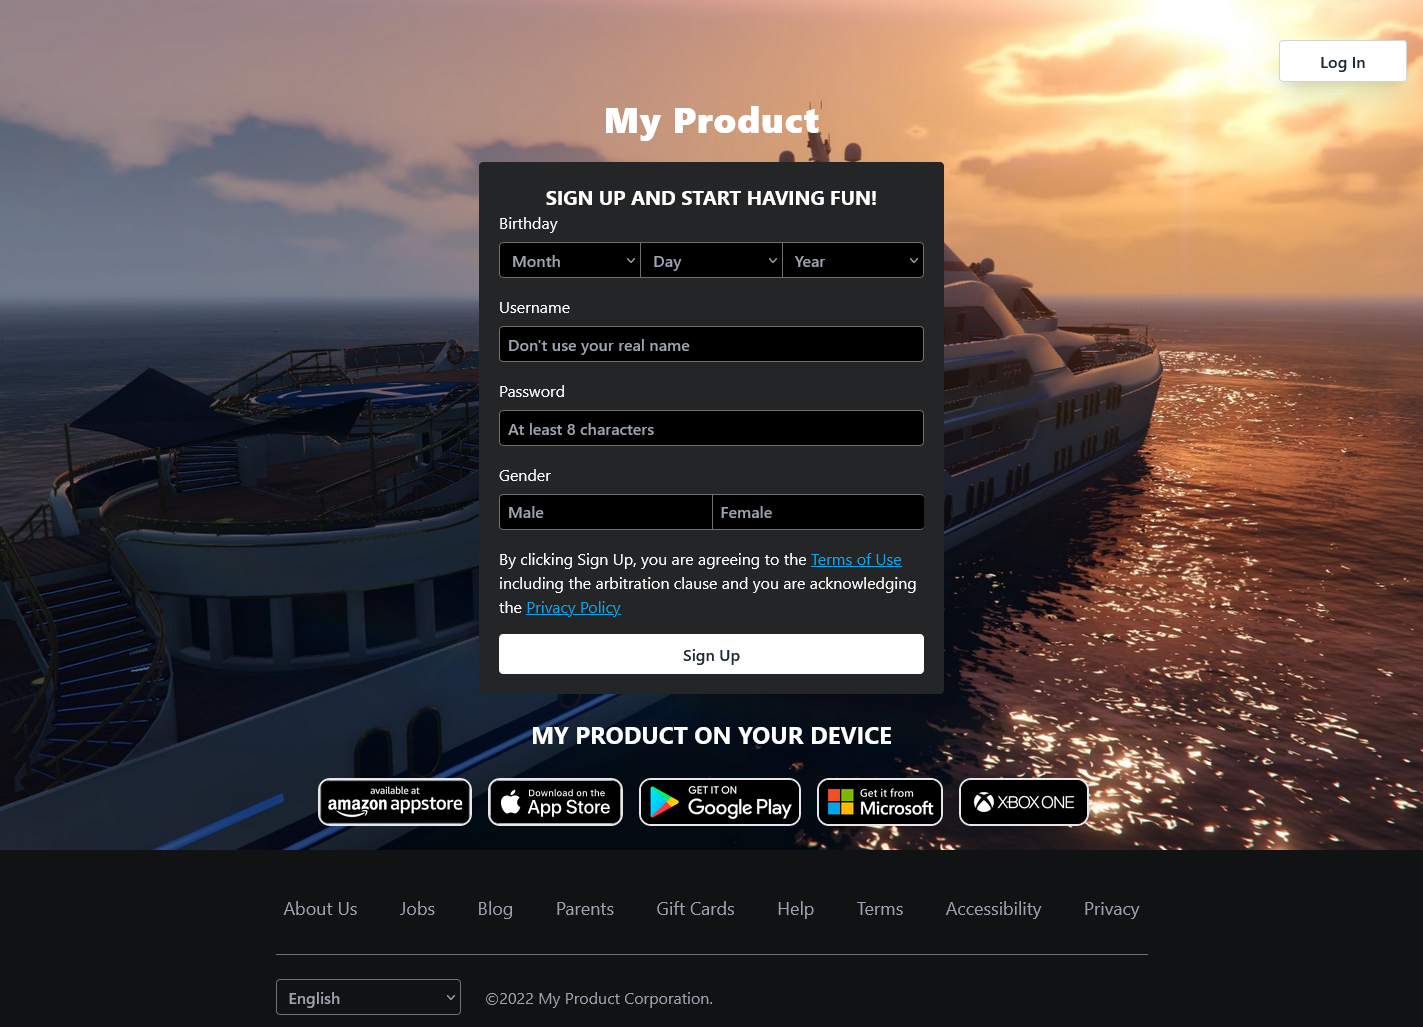 Log In
My Product
SIGN UP AND START HAVING FUN!
Birthday
Month Day Year
Username
Don't use your real name
Password
At least 8 characters
Gender
Male Female
By clicking Sign Up, you are agreeing to the Terms of Use
including the arbitration clause and you are acknowledging
the Privacy Policy
Sign Up
MY PRODUCT ON YOUR DEVICE
available at
amazon appstore
Download on the
App Store
GET IT ON
Google Play
Get it from
Microsoft
XBOX ONE
About Us Jobs Blog Parents Gift Cards Help Terms Accessibility Privacy
English ©2022 My Product Corporation.